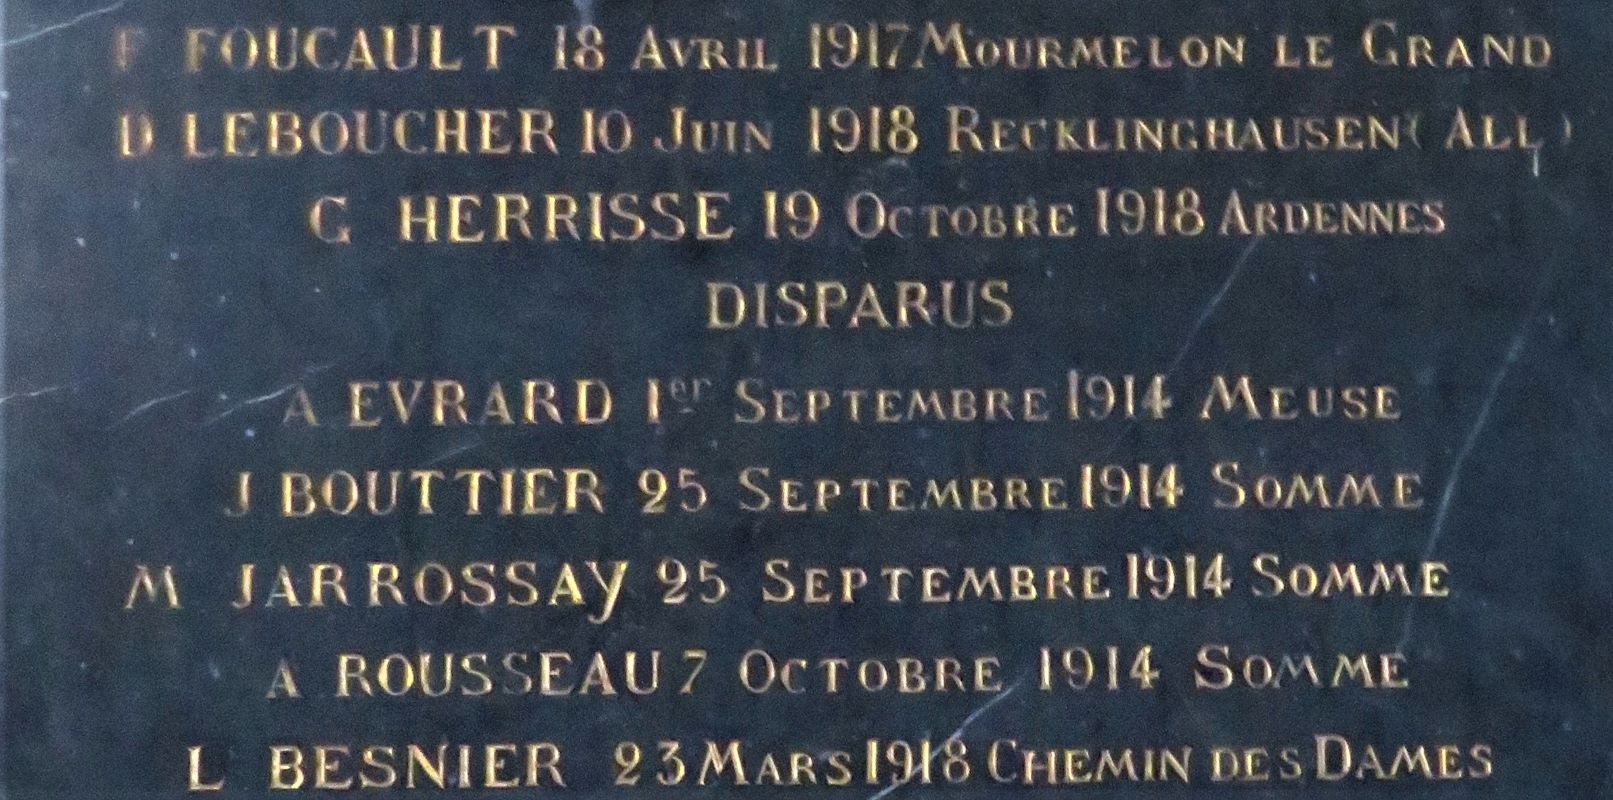 F FOUCAULT 18 AVRIL 1917 MOURMELON LE GRAND
D LEBOUCHER 10 JUIN 1918 RECKLINGHAUSEN ( ALL )
G HERRISSE 19 OCTOBRE 1918 ARDENNES
DISPARUS
A EVRARD 1er SEPTEMBRE 1914 MEUSE
J BOUTTIER 25 SEPTEMBRE 1914 SOMME
M JARROSSAY 25 SEPTEMBRE 1914 SOMME
A ROUSSEAU 7 OCTOBRE 1914 SOMME
L BESNIER 23 MARS 1918 CHEMIN DES DAMES